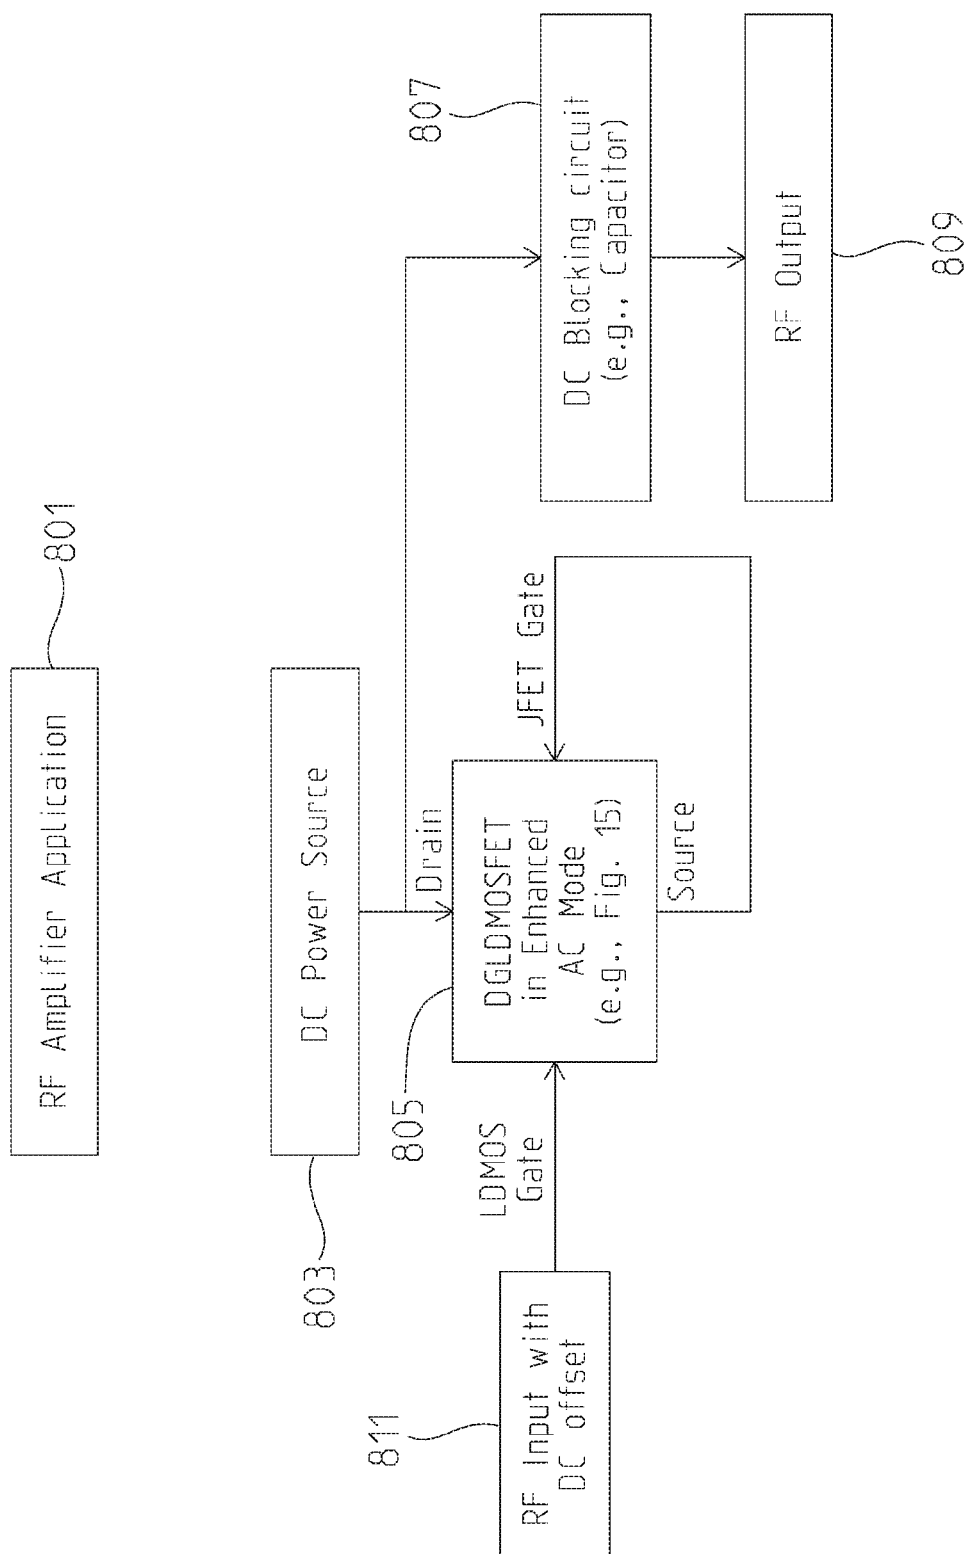 RF Amplifier Application
801
DC Power Source
803
Drain
805
DGLDMOSFET
in Enhanced
AC Mode
(e.g., Fig. 15)
LDMOS
Gate
JFET Gate
Source
811
RF Input with
DC offset
807
DC Blocking circuit
(e.g., Capacitor)
RF Output
809